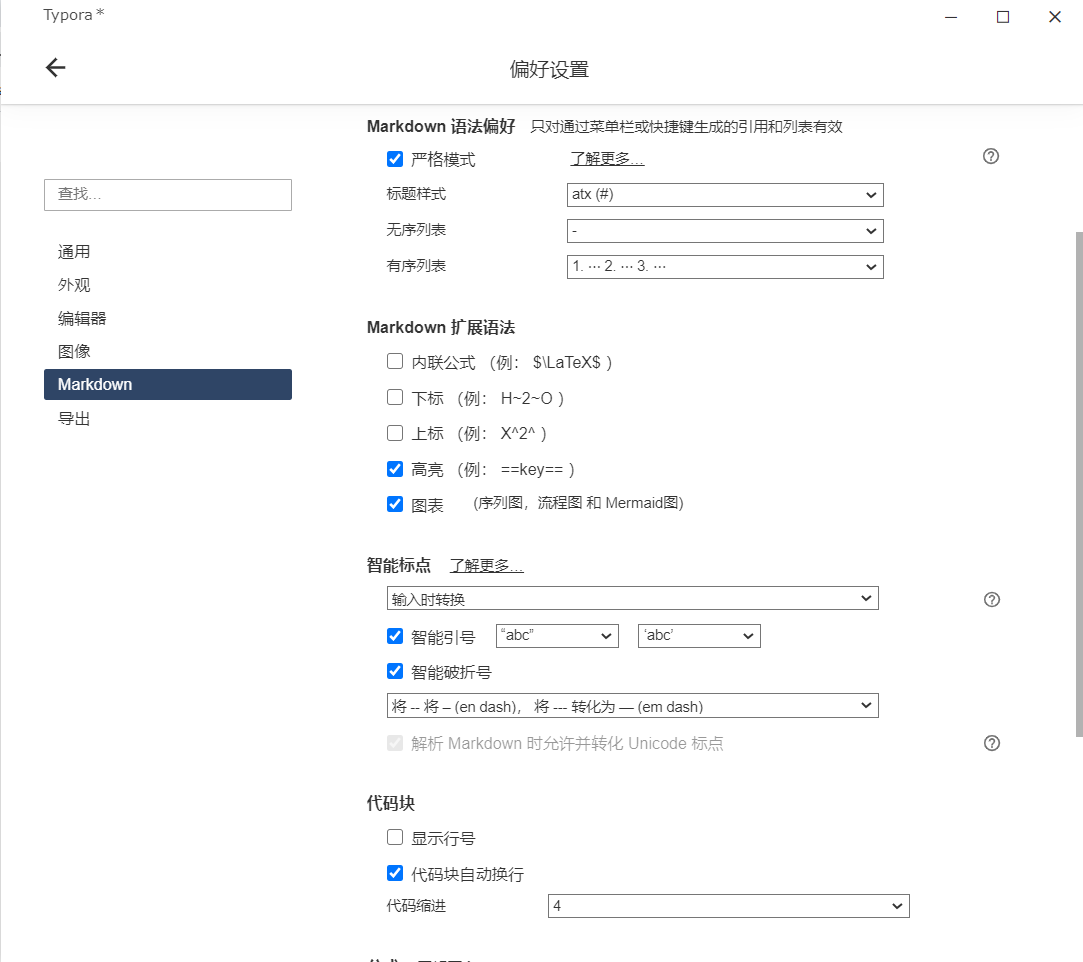 Typora*
偏好设置
Markdown 语法偏好 只对通过菜单栏或快捷键生成的引用和列表有效
严格模式 了解更多...
查找...
标题样式 atx (#)
无序列表 -
有序列表 1. ⋯ 2. ⋯ 3. ⋯
通用
外观
编辑器
图像
Markdown
导出
Markdown 扩展语法
内联公式 (例： $\LaTeX$ )
下标 (例： H~2~O )
上标 (例： X^2^ )
高亮 (例： ==key== )
图表 (序列图，流程图 和 Mermaid图)
智能标点 了解更多...
输入时转换
智能引号 “abc” ‘abc’
智能破折号
将 -- 将 – (en dash)， 将 --- 转化为 — (em dash)
解析 Markdown 时允许并转化 Unicode 标点
代码块
显示行号
代码块自动换行
代码缩进 4